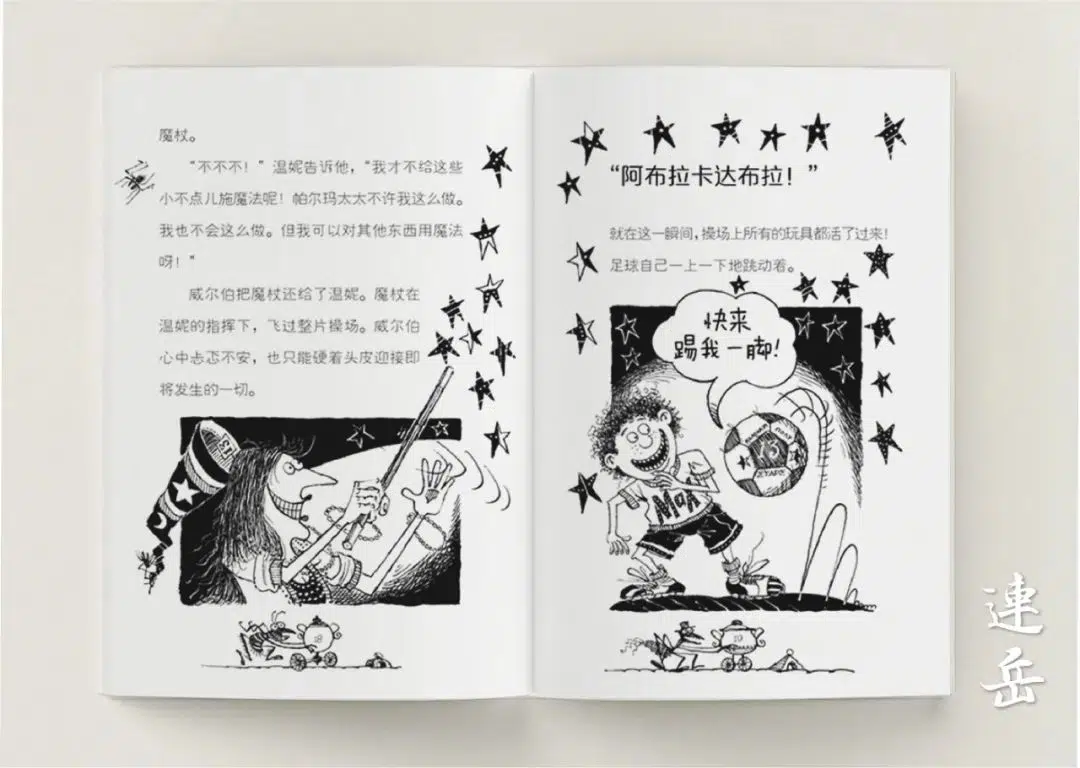 魔杖。
“不不不！”温妮告诉他，“我才不给这些
小不点儿施魔法呢！帕尔玛太太不许我这么做。
我也不会这么做。但我可以对其他东西用魔法
呀！”
威尔伯把魔杖还给了温妮。魔杖在
温妮的指挥下，飞过整片操场。威尔伯
心中忐忑不安，也只能硬着头皮迎接即
将发生的一切。
“阿布拉卡达布拉！”
就在这一瞬间，操场上所有的玩具都活了过来！
足球自己一上一下地跳动着。
快来
踢我一脚！
連岳